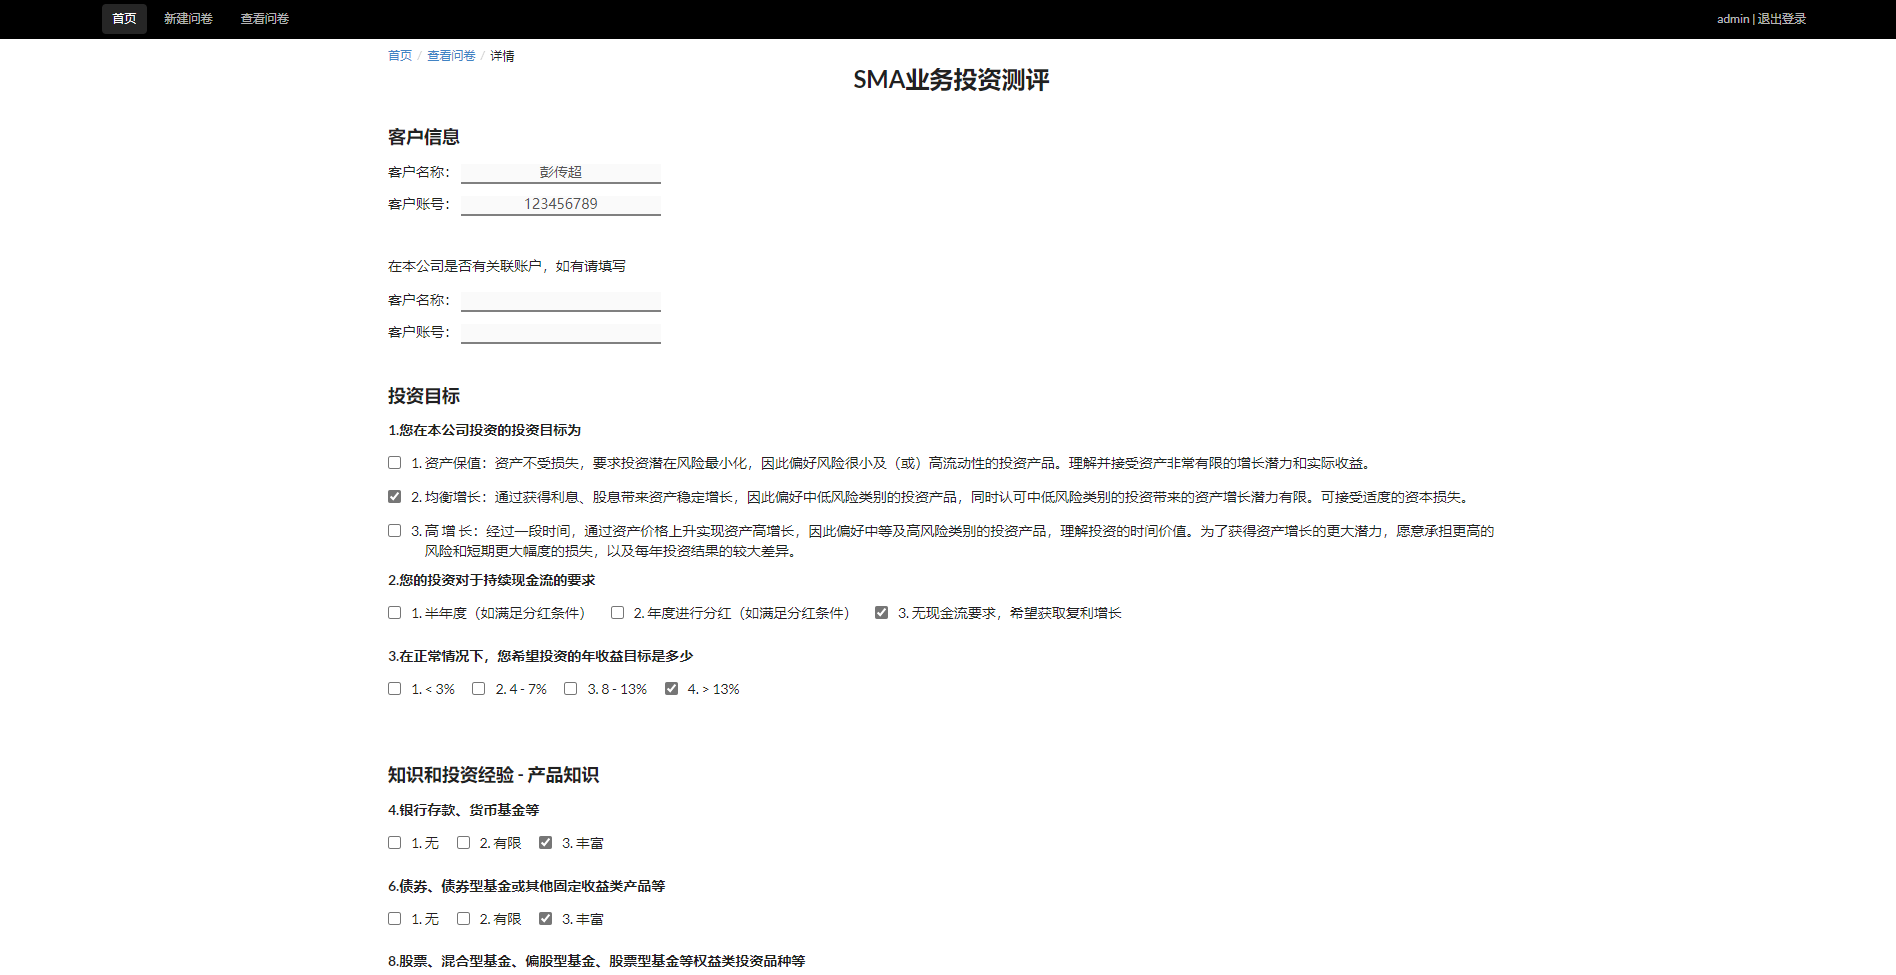 首页 新建问卷 查看问卷 admin | 退出登录
首页 / 查看问卷 / 详情
SMA业务投资测评
客户信息
客户名称： 彭传超
客户账号： 123456789
在本公司是否有关联账户，如有请填写
客户名称：
客户账号：
投资目标
1.您在本公司投资的投资目标为
1. 资产保值：资产不受损失，要求投资潜在风险最小化，因此偏好风险很小及（或）高流动性的投资产品。理解并接受资产非常有限的增长潜力和实际收益。
2. 均衡增长：通过获得利息、股息带来资产稳定增长，因此偏好中低风险类别的投资产品，同时认可中低风险类别的投资带来的资产增长潜力有限。可接受适度的资本损失。
3. 高 增 长：经过一段时间，通过资产价格上升实现资产高增长，因此偏好中等及高风险类别的投资产品，理解投资的时间价值。为了获得资产增长的更大潜力，愿意承担更高的
风险和短期更大幅度的损失，以及每年投资结果的较大差异。
2.您的投资对于持续现金流的要求
1. 半年度（如满足分红条件） 2. 年度进行分红（如满足分红条件） 3. 无现金流要求，希望获取复利增长
3.在正常情况下，您希望投资的年收益目标是多少
1. < 3% 2. 4 - 7% 3. 8 - 13% 4. > 13%
知识和投资经验 - 产品知识
4.银行存款、货币基金等
1. 无 2. 有限 3. 丰富
6.债券、债券型基金或其他固定收益类产品等
1. 无 2. 有限 3. 丰富
8.股票、混合型基金、偏股型基金、股票型基金等权益类投资品种等